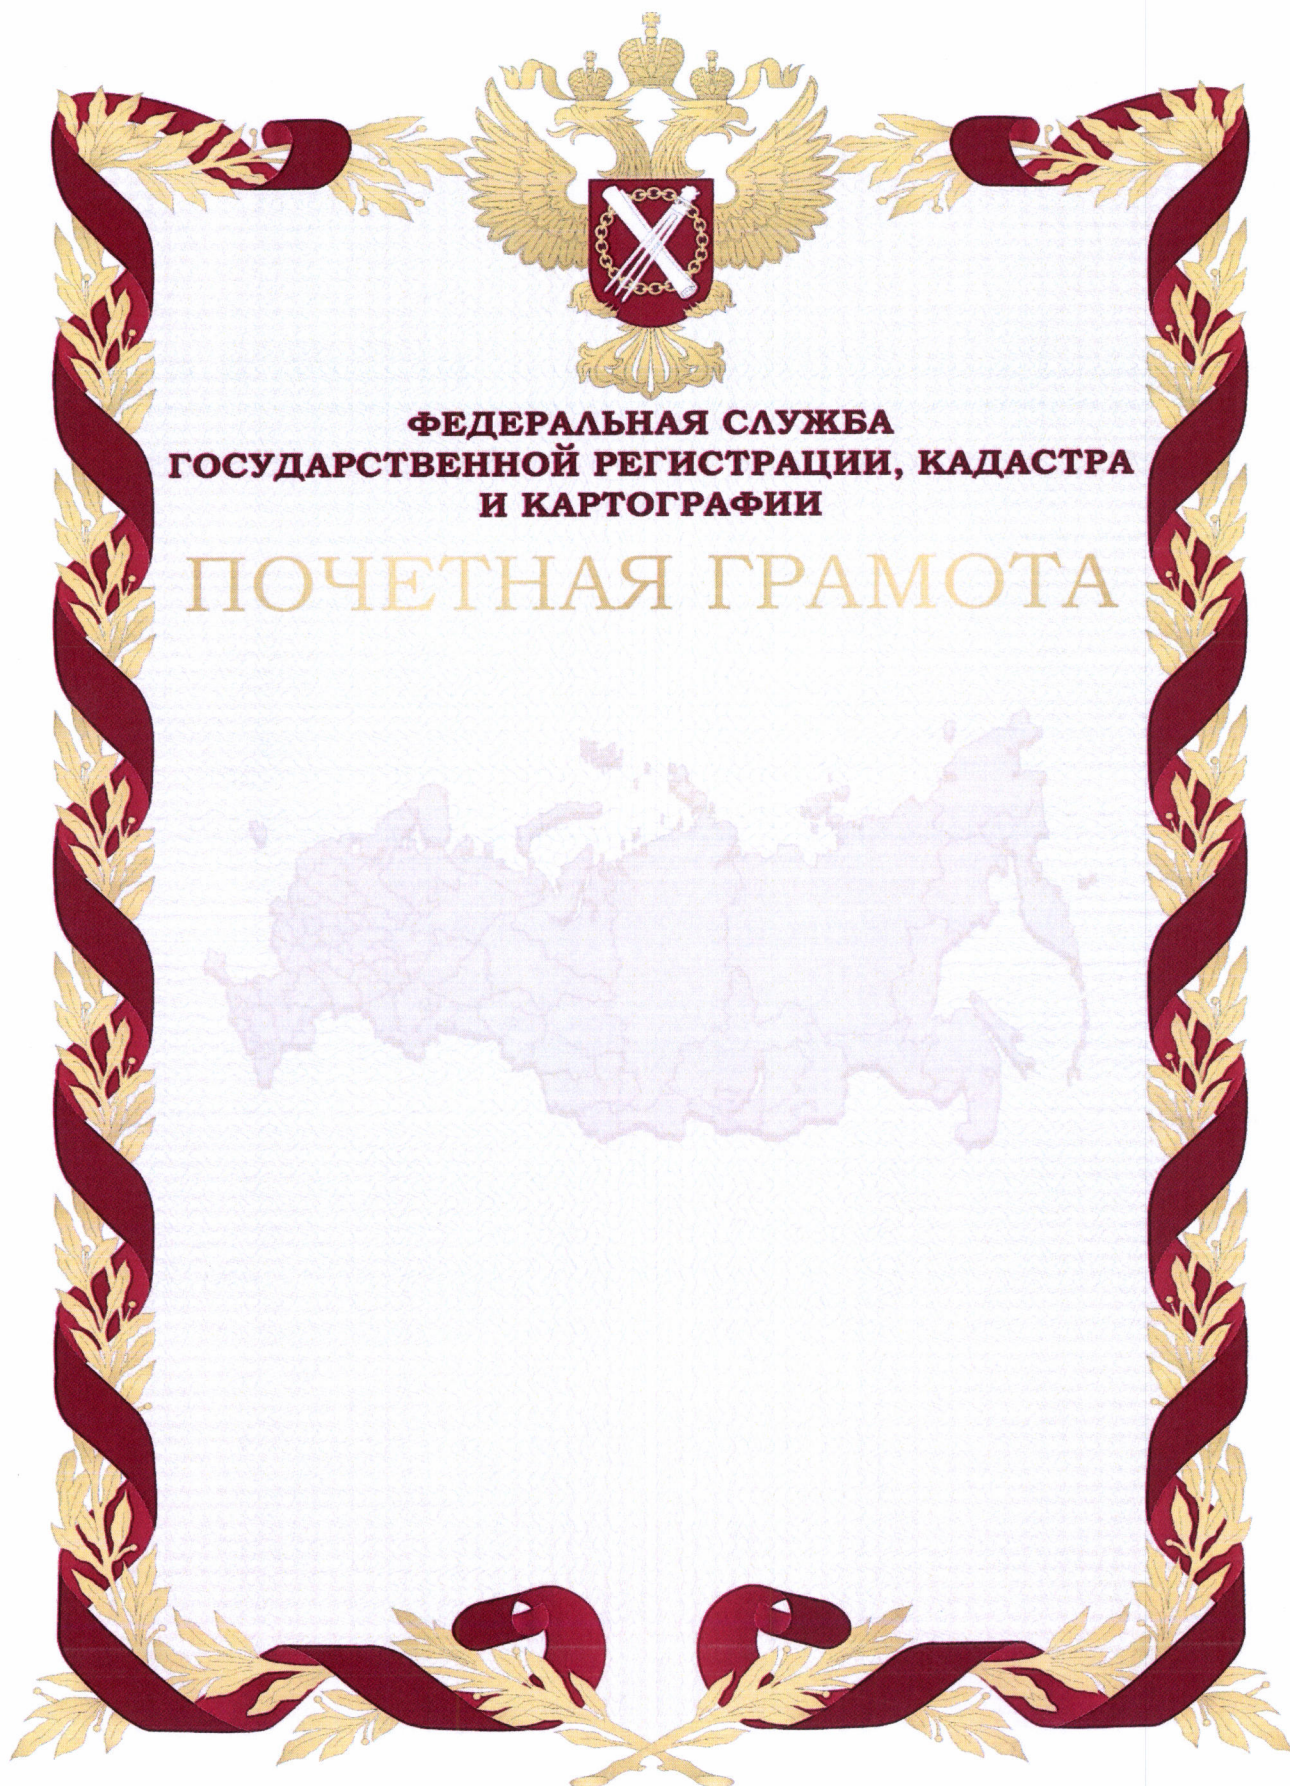 ФЕДЕРАЛЬНАЯ СЛУЖБА
ГОСУДАРСТВЕННОЙ РЕГИСТРАЦИИ, КАДАСТРА
И КАРТОГРАФИИ
ПОЧЕТНАЯ ГРАМОТА